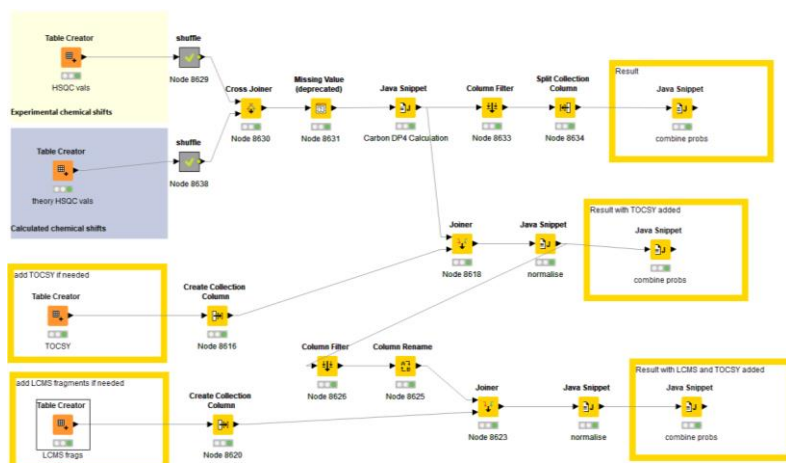 Table Creator
HSQC vals
Experimental chemical shifts
shuffle
Node 8629
Table Creator
theory HSQC vals
Calculated chemical shifts
shuffle
Node 8638
Cross Joiner
Node 8630
Missing Value
(deprecated)
Node 8631
Java Snippet
Carbon DP4 Calculation
Column Filter
Node 8633
Split Collection
Column
Node 8634
Result
Java Snippet
combine probs
Joiner
Node 8618
Java Snippet
normalise
Result with TOCSY added
Java Snippet
combine probs
add TOCSY if needed
Table Creator
TOCSY
Create Collection
Column
Node 8616
Column Filter
Node 8626
Column Rename
Node 8625
add LCMS fragments if needed
Table Creator
LCMS frags
Create Collection
Column
Node 8620
Joiner
Node 8623
Java Snippet
normalise
Result with LCMS and TOCSY added
Java Snippet
combine probs